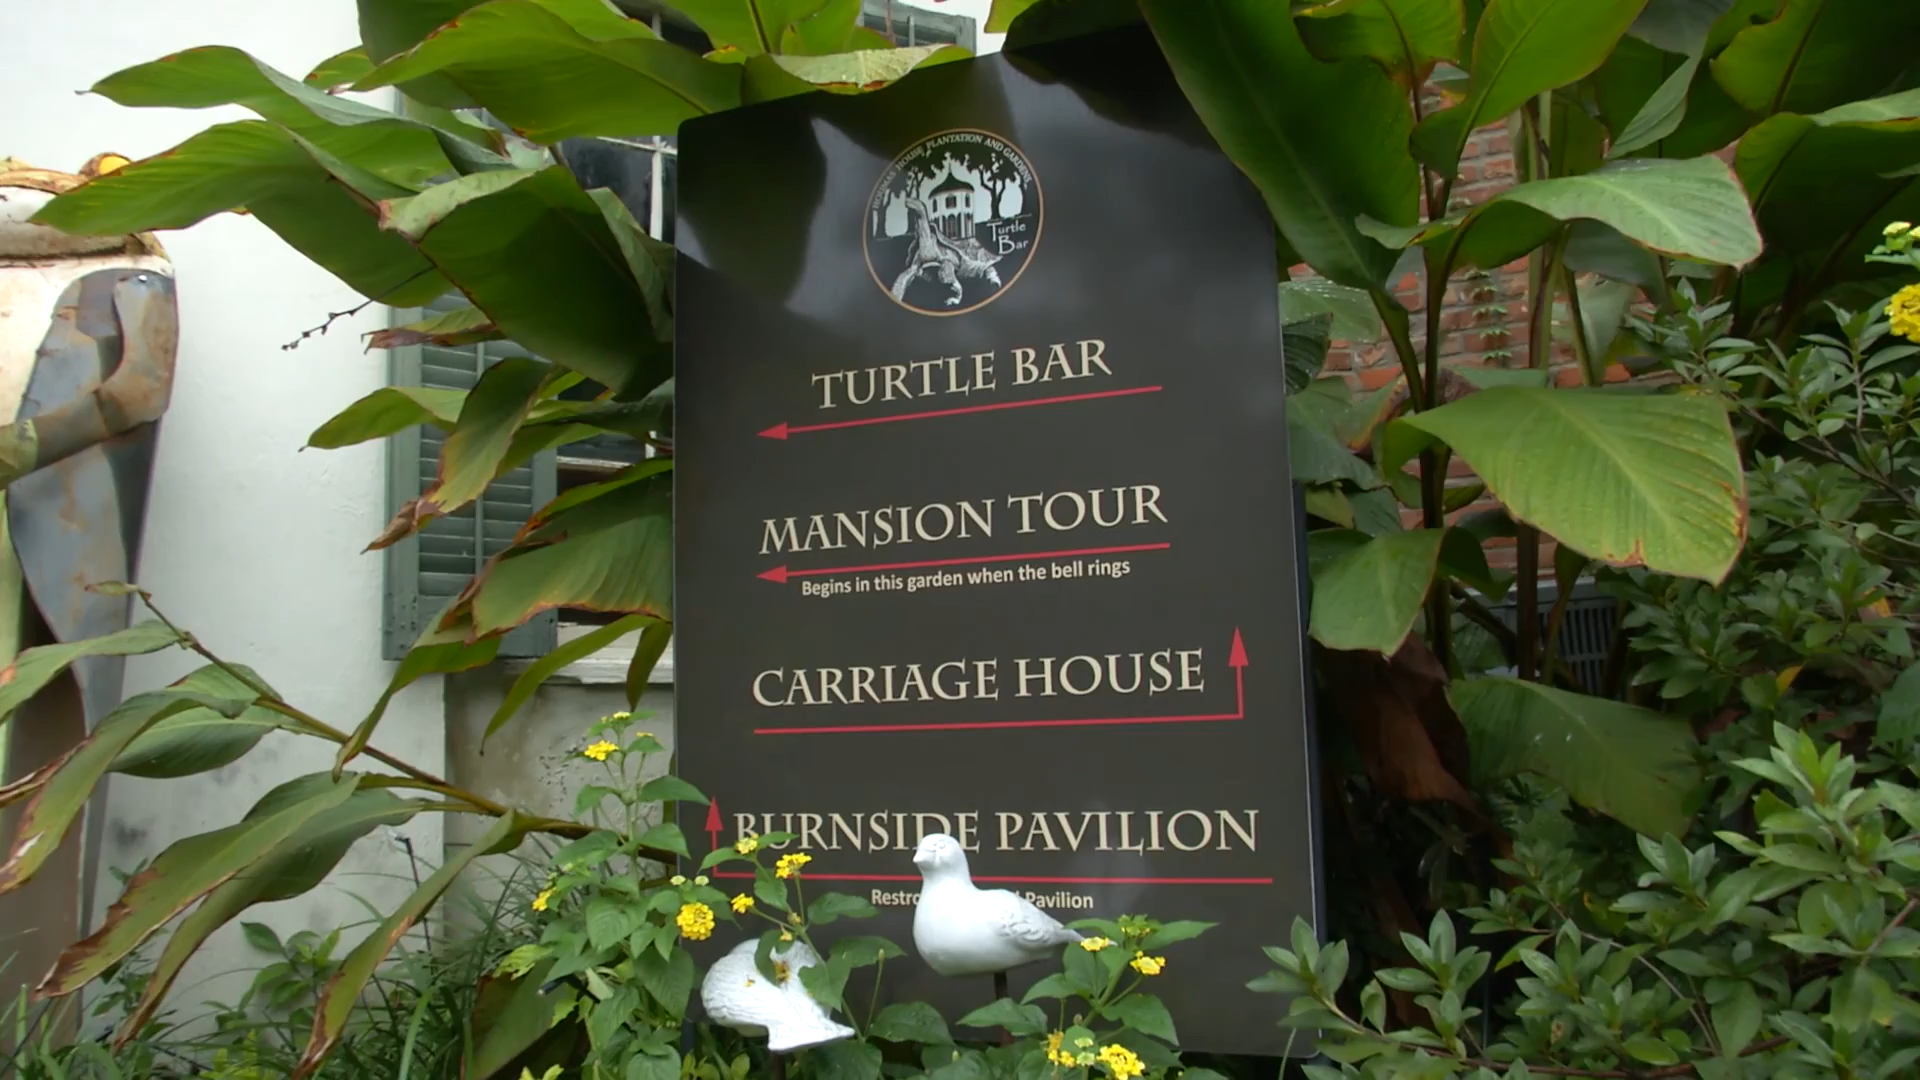 HOUMAS HOUSE PLANTATION AND GARDENS
Turtle
Bar
TURTLE BAR
MANSION TOUR
Begins in this garden when the bell rings
CARRIAGE HOUSE
BURNSIDE PAVILION
Pavilion